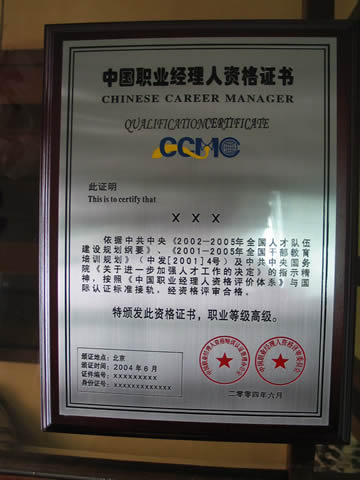 中国职业经理人资格证书
CHINESE CAREER MANAGER
QUALIFICATIONCERTIFICATE
CCMC
此证明
This is to certify that
X X X
依据中共中央《2002-2005年全国人才队伍
建设规划纲要》、《2001-2005年全国干部教育
培训规划》（中发[2001]4号）及中共中央国务
院《关于进一步加强人才工作的决定》的指示精
神，按照《中国职业经理人资格评价体系》与国
际认证标准接轨，经资格评审合格。
特颁发此资格证书，职业等级高级。
颁证地点：北京
颁证时间：2004年6月
证件编号：XXXXXXXXX
身份证号：XXXXXXXXXXXXX
二零零四年六月